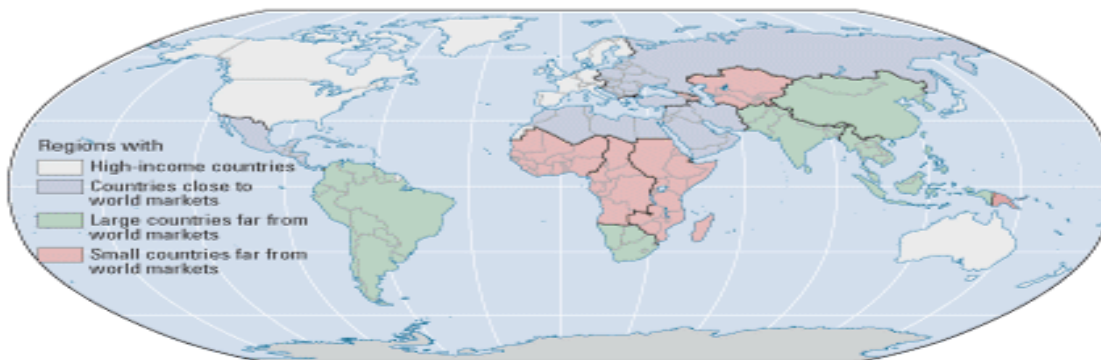 Regions with
High-income countries
Countries close to
world markets
Large countries far from
world markets
Small countries far from
world markets